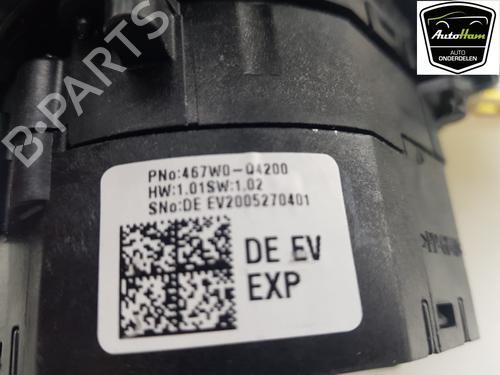 AutoHam
AUTO
ONDERDELEN
B-PARTS
PNo:467W0-Q4200
HW:1.01SW:1.02
SNo:DE EV2005270401
DE EV
EXP